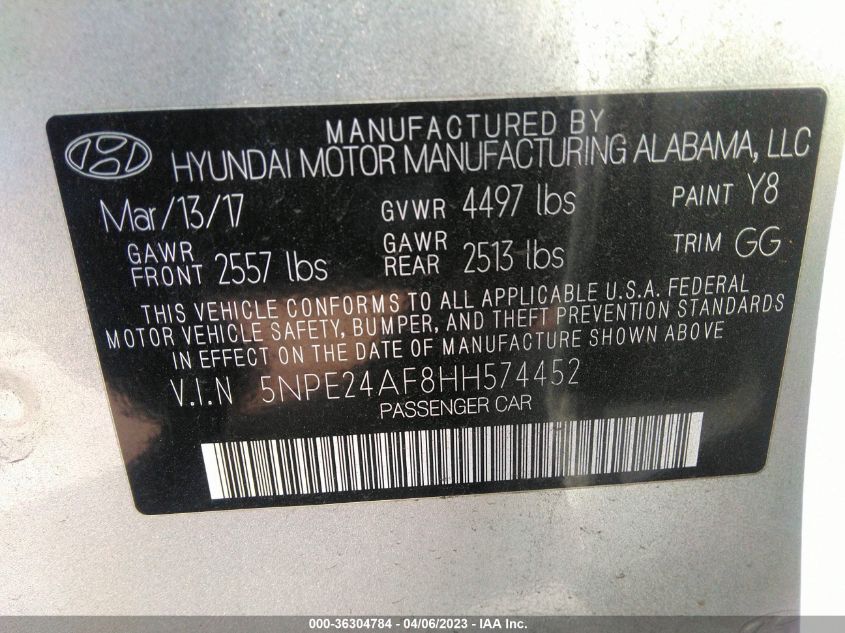 MANUFACTURED BY
HYUNDAI MOTOR MANUFACTURING ALABAMA, LLC
Mar/13/17 GVWR 4497 lbs PAINT Y8
GAWR FRONT 2557 lbs GAWR REAR 2513 lbs TRIM GG
THIS VEHICLE CONFORMS TO ALL APPLICABLE U.S.A. FEDERAL
MOTOR VEHICLE SAFETY, BUMPER, AND THEFT PREVENTION STANDARDS
IN EFFECT ON THE DATE OF MANUFACTURE SHOWN ABOVE
V.I.N 5NPE24AF8HH574452
PASSENGER CAR
000-36304784 - 04/06/2023 - IAA Inc.